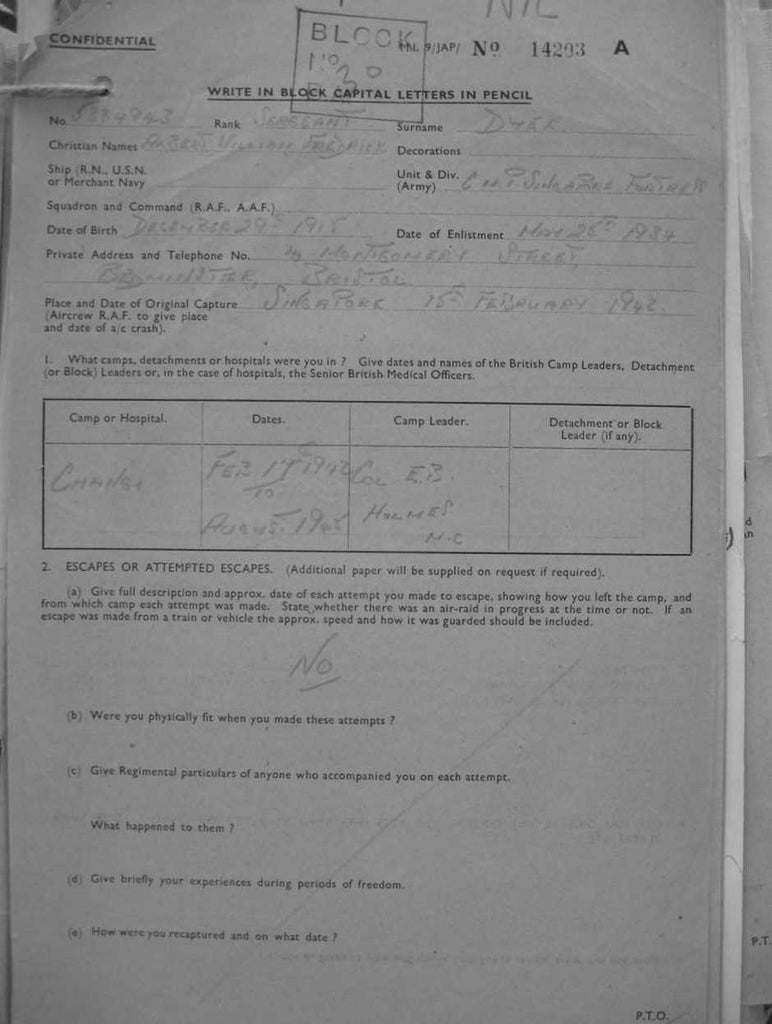 NIL
CONFIDENTIAL
BLOCK
NO 20
9/JAP/ No 14203 A
WRITE IN BLOCK CAPITAL LETTERS IN PENCIL
No. Rank SERGEANT Surname DYER
Christian Names ALBERT WILLIAM FREDRICK Decorations
Ship (R.N., U.S.N. or Merchant Navy
Unit & Div. (Army) C.M.P. SINGAPORE FORTRESS
Squadron and Command (R.A.F., A.A.F.)
Date of Birth DECEMBER 29TH 1915 Date of Enlistment MAY 25TH 1934
Private Address and Telephone No. MONTGOMERY STREET,
BEDMINSTER, BRISTOL
Place and Date of Original Capture SINGAPORE 15TH FEBRUARY 1942.
(Aircrew R.A.F. to give place
and date of a/c crash).
1. What camps, detachments or hospitals were you in ? Give dates and names of the British Camp Leaders, Detachment
(or Block) Leaders or, in the case of hospitals, the Senior British Medical Officers.
Camp or Hospital. Dates. Camp Leader. Detachment or Block
Leader (if any).
CHANGI FEB 17TH 1942 COL E.B.
TO HOLMES
AUGUST 1945 M.C
2. ESCAPES OR ATTEMPTED ESCAPES. (Additional paper will be supplied on request if required).
(a) Give full description and approx. date of each attempt you made to escape, showing how you left the camp, and
from which camp each attempt was made. State whether there was an air-raid in progress at the time or not. If an
escape was made from a train or vehicle the approx. speed and how it was guarded should be included.
NO
(b) Were you physically fit when you made these attempts ?
(c) Give Regimental particulars of anyone who accompanied you on each attempt.
What happened to them ?
(d) Give briefly your experiences during periods of freedom.
(e) How were you recaptured and on what date ?
P.T.O.
P.T.